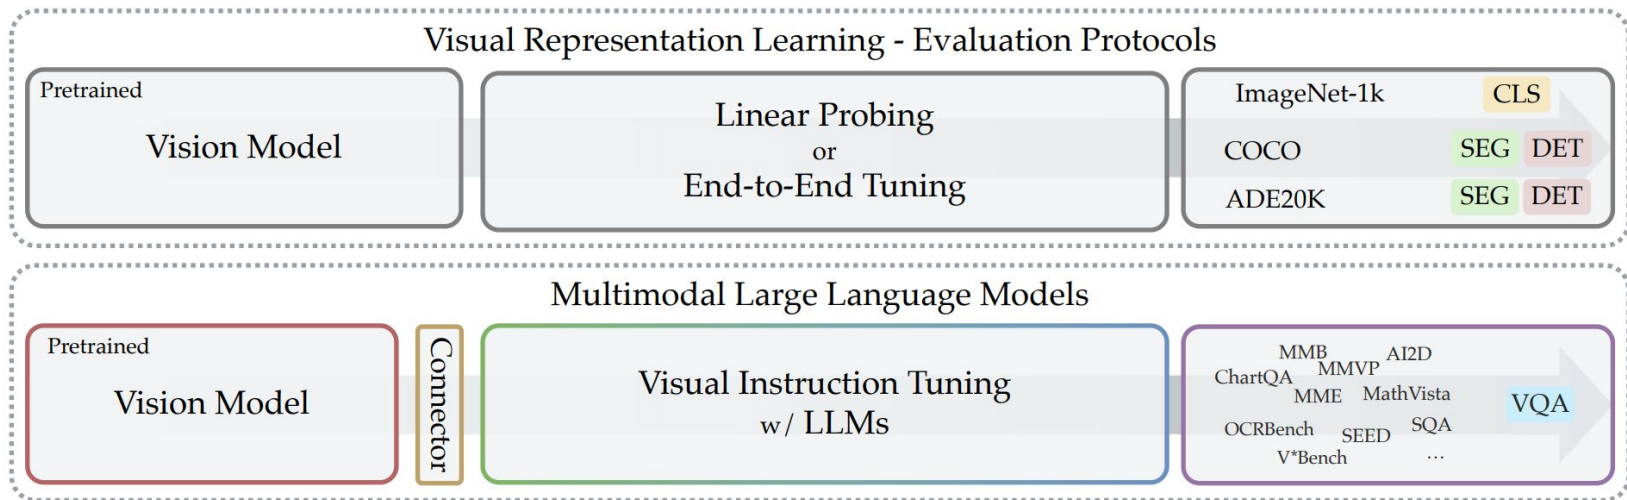 Visual Representation Learning - Evaluation Protocols
Pretrained
Vision Model
Linear Probing
or
End-to-End Tuning
ImageNet-1k CLS
COCO SEG DET
ADE20K SEG DET
Multimodal Large Language Models
Pretrained
Vision Model
Connector
Visual Instruction Tuning
w/ LLMs
MMB AI2D
ChartQA MMVP
MME MathVista
OCRBench SEED SQA
V*Bench ...
VQA